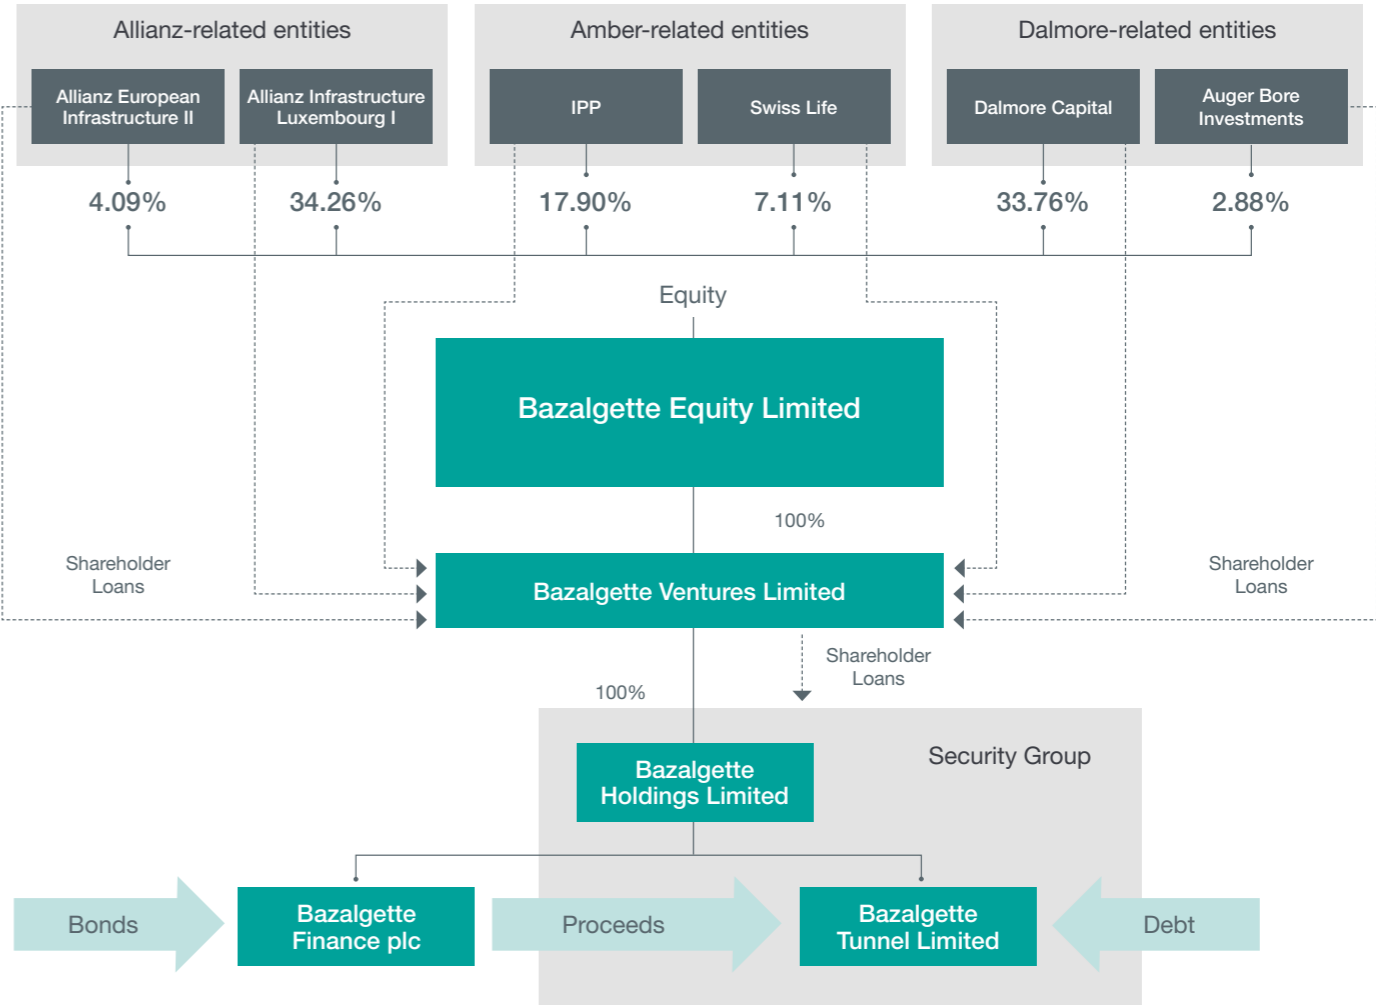 Allianz-related entities
Amber-related entities
Dalmore-related entities
Allianz European
Infrastructure II
Allianz Infrastructure
Luxembourg I
IPP
Swiss Life
Dalmore Capital
Auger Bore
Investments
4.09%
34.26%
17.90%
7.11%
33.76%
2.88%
Equity
Bazalgette Equity Limited
100%
Shareholder
Loans
Bazalgette Ventures Limited
Shareholder
Loans
Shareholder
Loans
100%
Security Group
Bazalgette
Holdings Limited
Bonds
Bazalgette
Finance plc
Proceeds
Bazalgette
Tunnel Limited
Debt